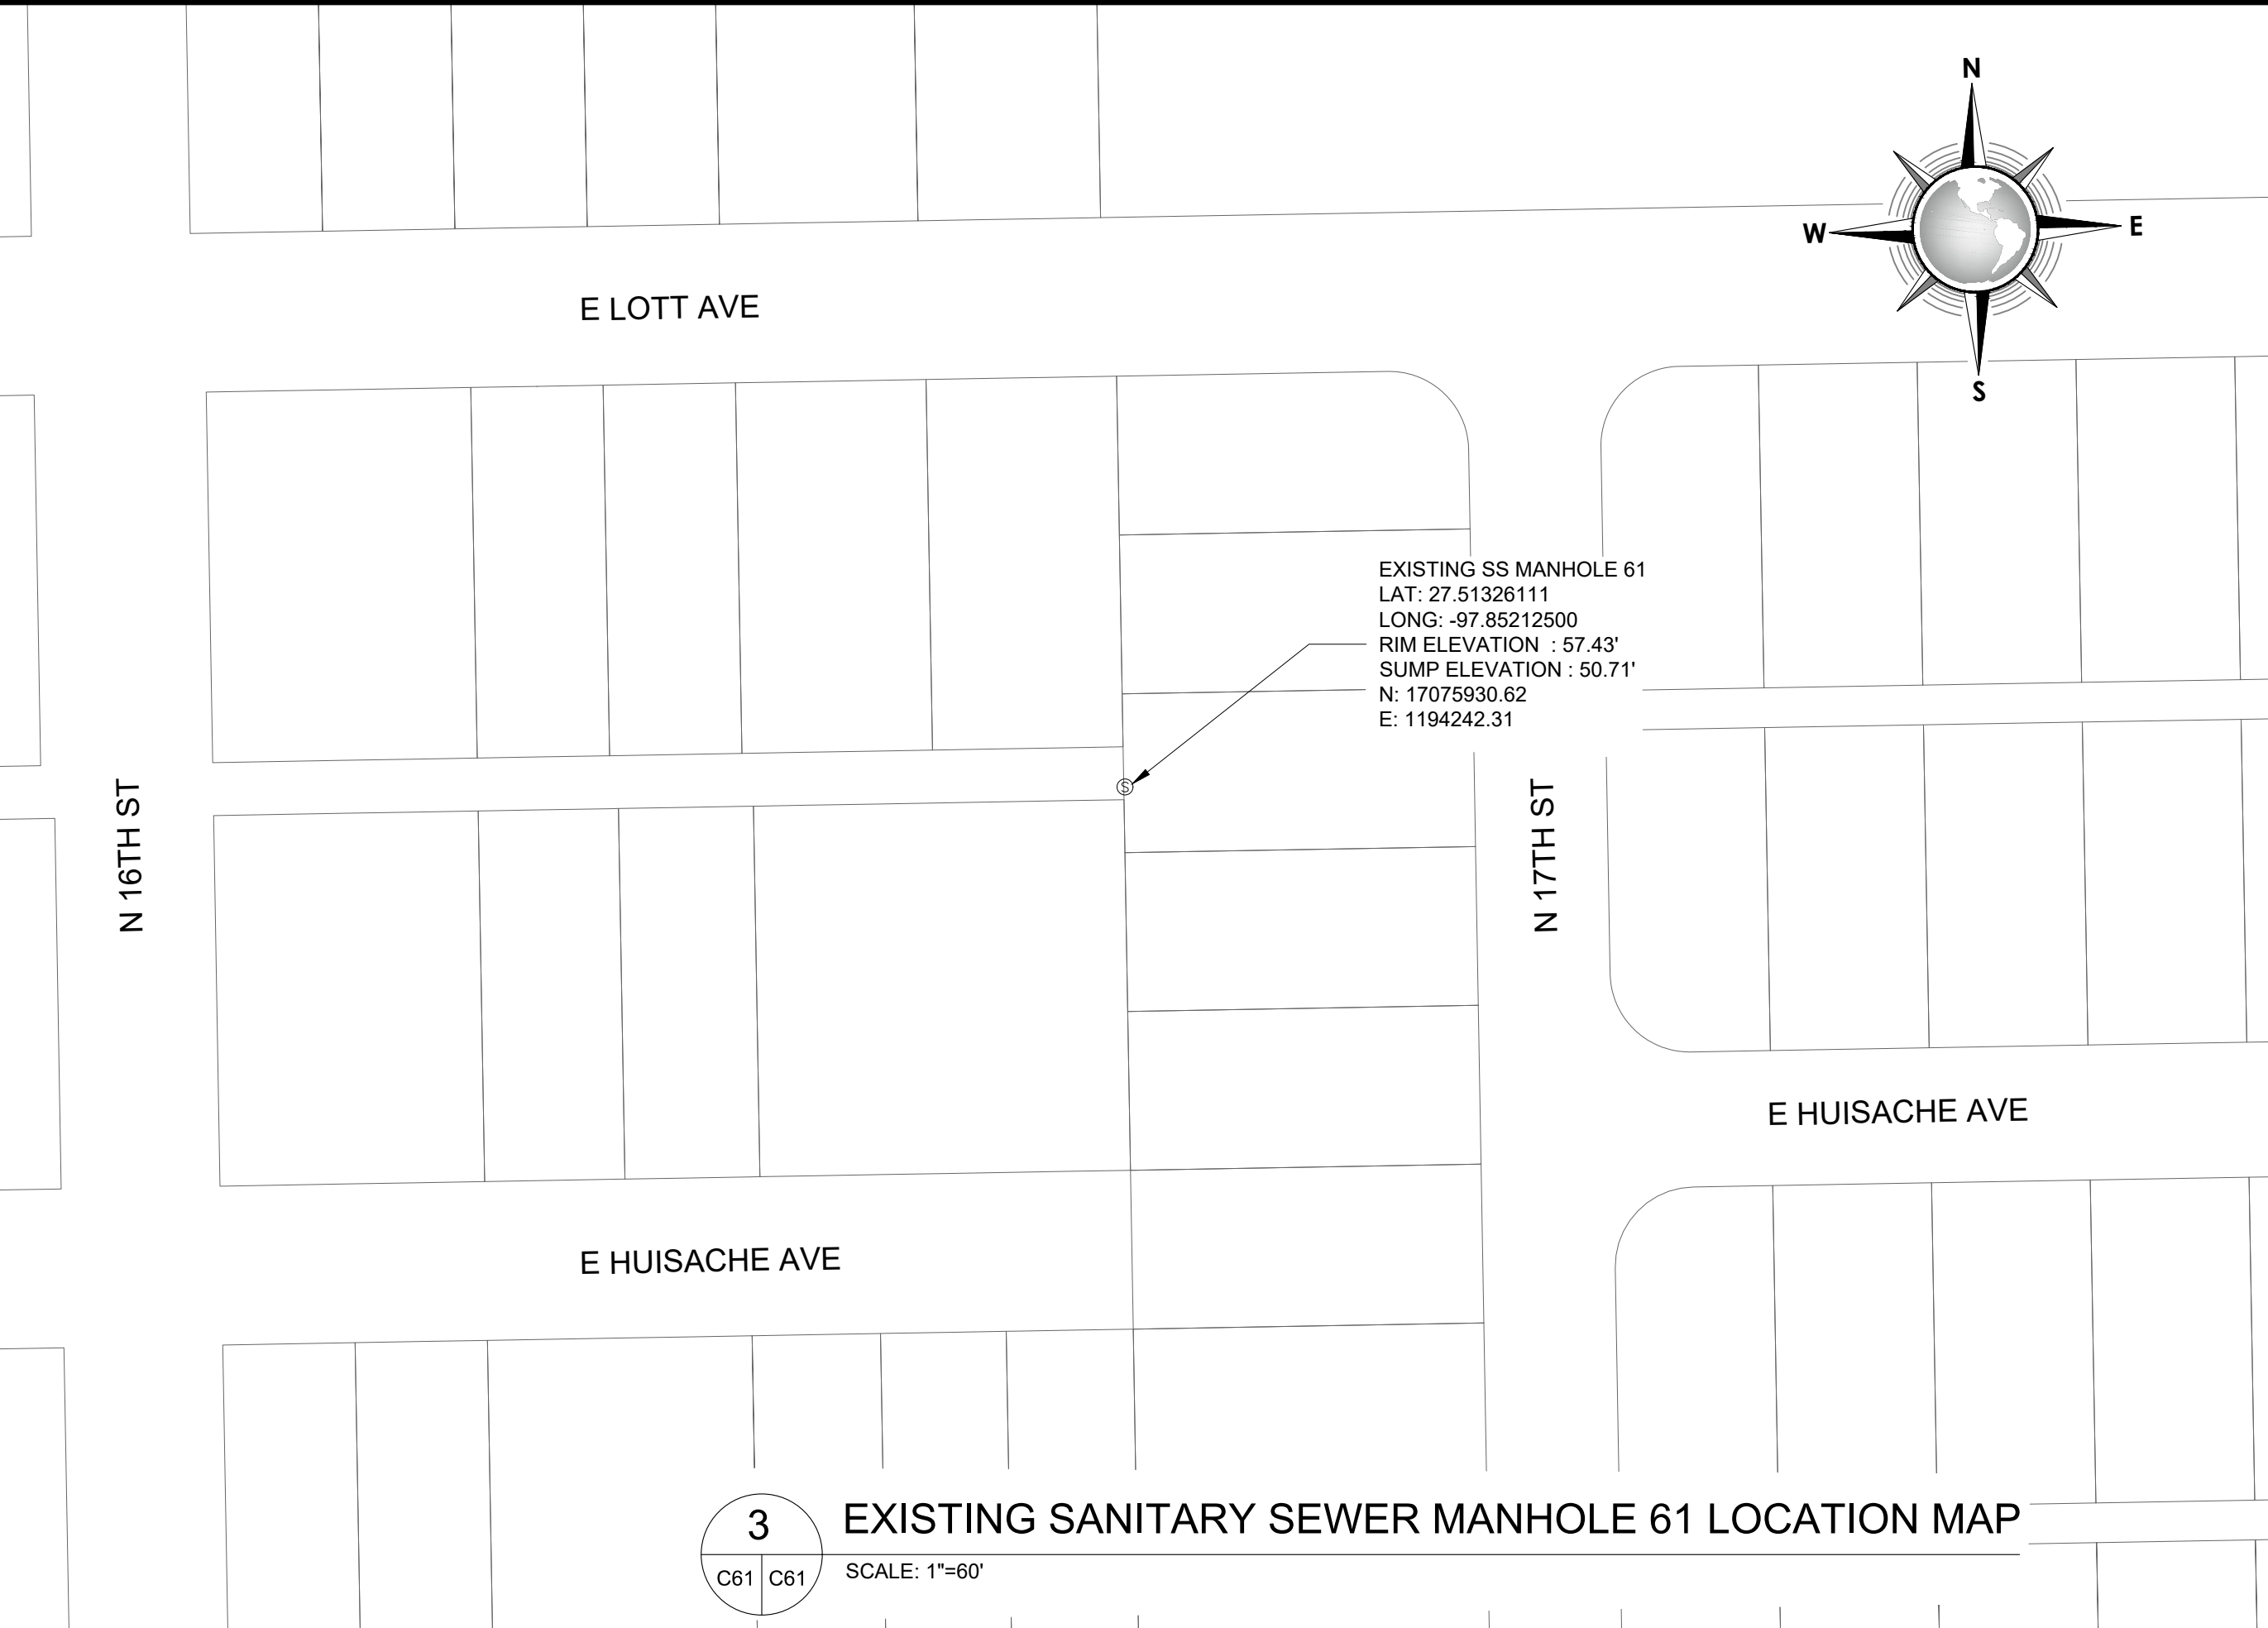 N
W
E
S
E LOTT AVE
EXISTING SS MANHOLE 61
LAT: 27.51326111
LONG: -97.85212500
RIM ELEVATION : 57.43'
SUMP ELEVATION : 50.71'
N: 17075930.62
E: 1194242.31
S
N 16TH ST
N 17TH ST
E HUISACHE AVE
E HUISACHE AVE
3
C61
C61
EXISTING SANITARY SEWER MANHOLE 61 LOCATION MAP
SCALE: 1"=60'